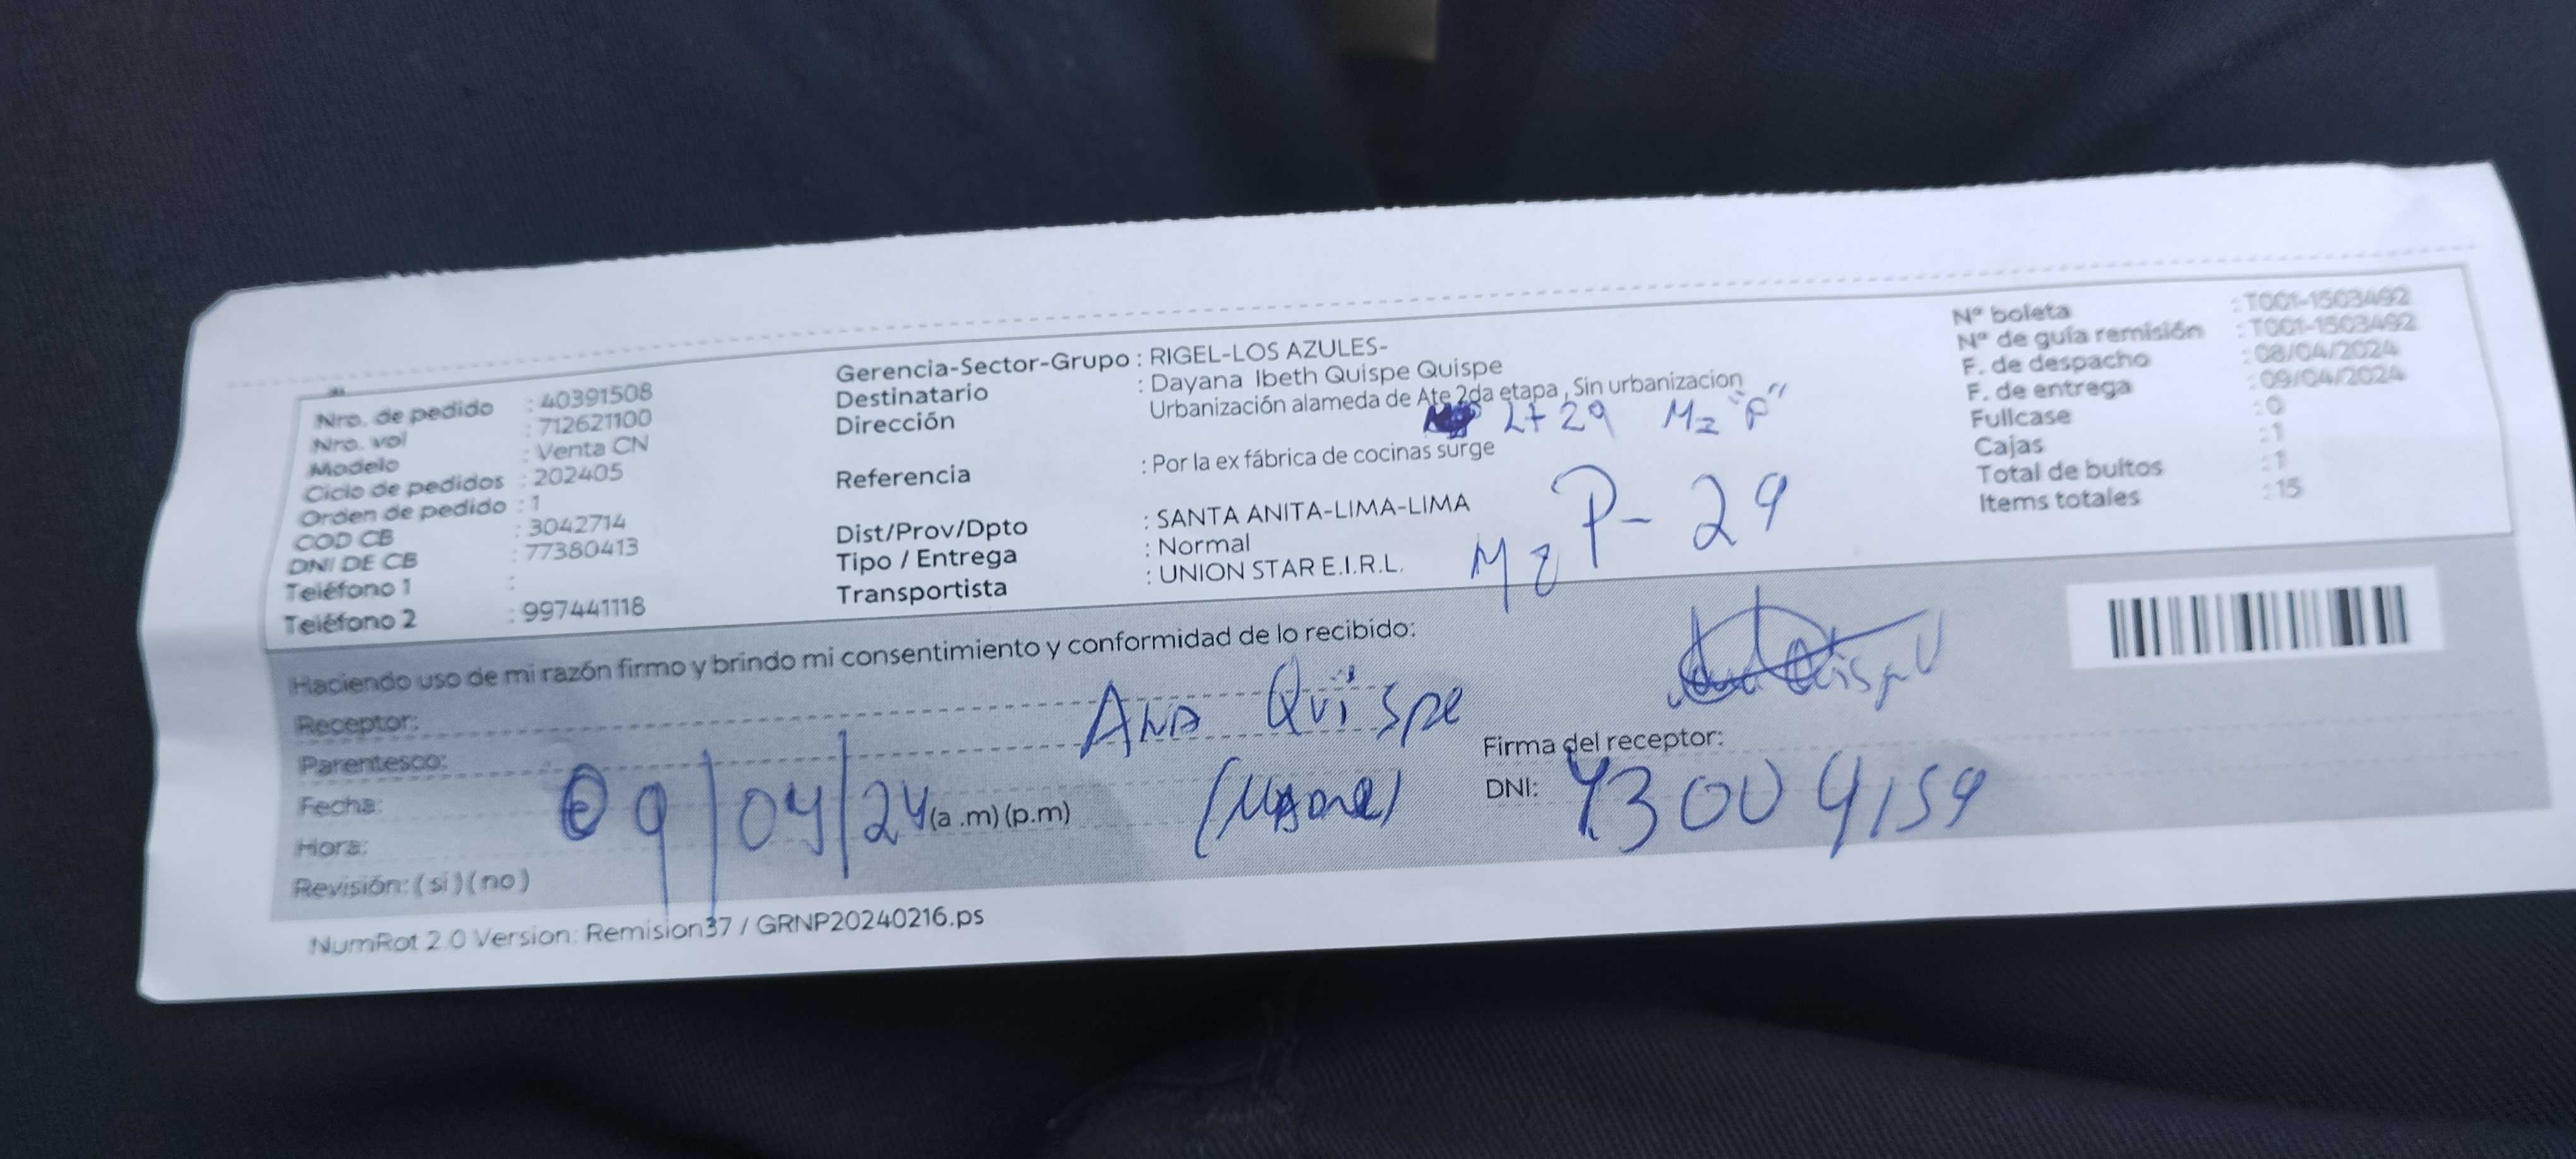 Nro. de pedido : 40391508
Nro. vol : 712621100
Modelo : Venta CN
Ciclo de pedidos : 202405
Orden de pedido : 1
COD CB : 3042714
DNI DE CB : 77380413
Teléfono 1 :
Teléfono 2 : 997441118
Gerencia-Sector-Grupo : RIGEL-LOS AZULES-
Destinatario : Dayana Ibeth Quispe Quispe
Dirección Urbanización alameda de Ate 2da etapa , Sin urbanizacion
Lt 29 Mz "P"
Referencia : Por la ex fábrica de cocinas surge
Dist/Prov/Dpto : SANTA ANITA-LIMA-LIMA
Tipo / Entrega : Normal
Transportista : UNION STAR E.I.R.L.
Mz P - 29
Nº boleta : T001-1503492
Nº de guía remisión : T001-1503492
F. de despacho : 08/04/2024
F. de entrega : 09/04/2024
Fullcase : 0
Cajas : 1
Total de bultos : 1
Items totales : 15
Haciendo uso de mi razón firmo y brindo mi consentimiento y conformidad de lo recibido:
Receptor: Ana Quispe
Parentesco: (Madre)
Fecha: 09/04/24
Hora: (a .m) (p.m)
Revisión: ( si ) ( no )
Firma del receptor:
DNI: 43004159
NumRot 2.0 Version: Remision37 / GRNP20240216.ps